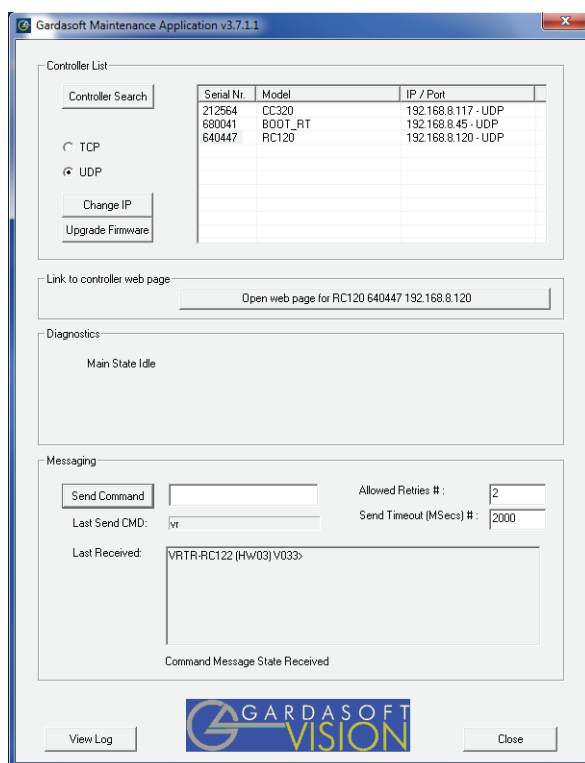 Gardasoft Maintenance Application v3.7.1.1
Controller List
Controller Search
Serial Nr. Model IP / Port
212564 CC320 192.168.8.117 - UDP
680041 BOOT_RT 192.168.8.45 - UDP
640447 RC120 192.168.8.120 - UDP
TCP
UDP
Change IP
Upgrade Firmware
Link to controller web page
Open web page for RC120 640447 192.168.8.120
Diagnostics
Main State Idle
Messaging
Send Command
Allowed Retries # : 2
Last Send CMD: vr
Send Timeout (MSecs) # : 2000
Last Received: VRTR-RC122 (HW03) V033>
Command Message State Received
View Log
GARDASOFT
VISION
Close